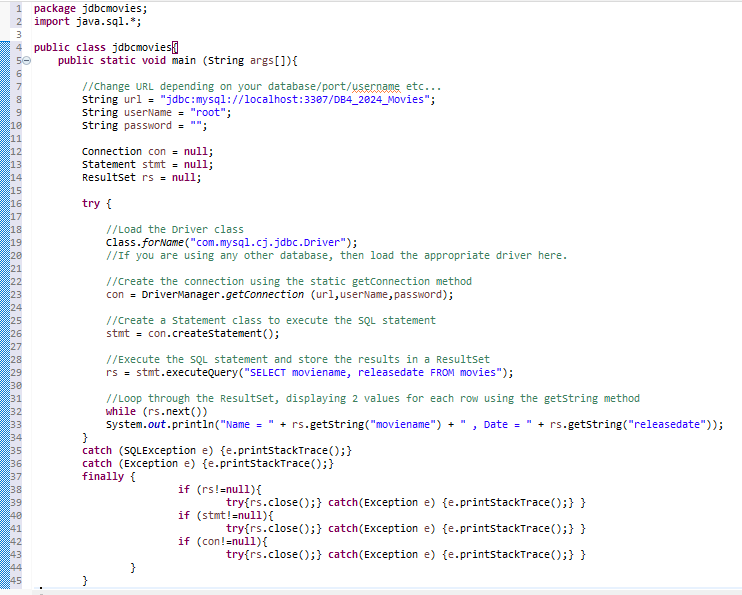 1 package jdbcmovies;
2 import java.sql.*;
3
4 public class jdbcmovies{
5 public static void main (String args[]){
6
7 //Change URL depending on your database/port/username etc...
8 String url = "jdbc:mysql://localhost:3307/DB4_2024_Movies";
9 String userName = "root";
10 String password = "";
11
12 Connection con = null;
13 Statement stmt = null;
14 ResultSet rs = null;
15
16 try {
17
18 //Load the Driver class
19 Class.forName("com.mysql.cj.jdbc.Driver");
20 //If you are using any other database, then load the appropriate driver here.
21
22 //Create the connection using the static getConnection method
23 con = DriverManager.getConnection (url,userName,password);
24
25 //Create a Statement class to execute the SQL statement
26 stmt = con.createStatement();
27
28 //Execute the SQL statement and store the results in a ResultSet
29 rs = stmt.executeQuery("SELECT moviename, releasedate FROM movies");
30
31 //Loop through the ResultSet, displaying 2 values for each row using the getString method
32 while (rs.next())
33 System.out.println("Name = " + rs.getString("moviename") + " , Date = " + rs.getString("releasedate"));
34 }
35 catch (SQLException e) {e.printStackTrace();}
36 catch (Exception e) {e.printStackTrace();}
37 finally {
38 if (rs!=null){
39 try{rs.close();} catch(Exception e) {e.printStackTrace();} }
40 if (stmt!=null){
41 try{rs.close();} catch(Exception e) {e.printStackTrace();} }
42 if (con!=null){
43 try{rs.close();} catch(Exception e) {e.printStackTrace();} }
44 }
45 }